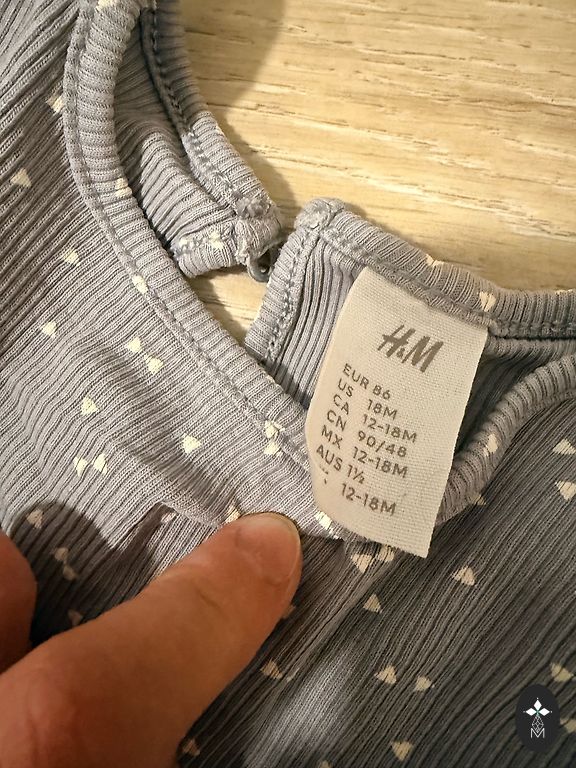 H&M
EUR 86
US 18M
CA 12-18M
CN 90/48
MX 12-18M
AUS 1½
12-18M
M